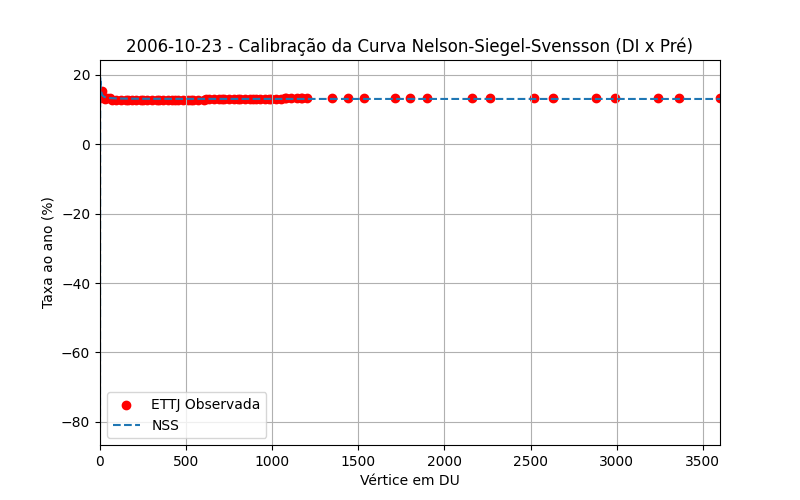 2006-10-23 - Calibração da Curva Nelson-Siegel-Svensson (DI x Pré)
Taxa ao ano (%)
20
0
−20
−40
−60
−80
ETTJ Observada
NSS
0
500
1000
1500
2000
2500
3000
3500
Vértice em DU